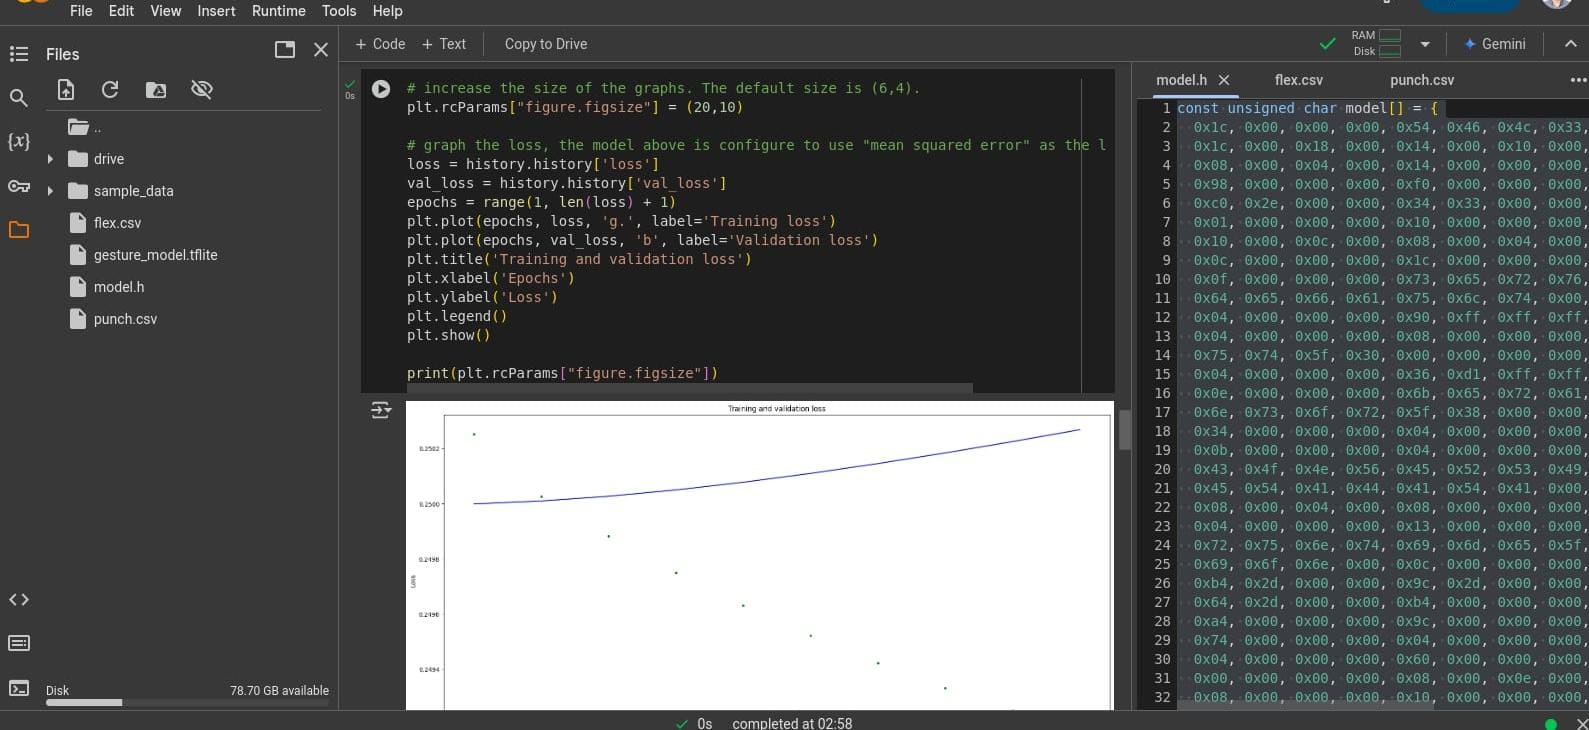 File Edit View Insert Runtime Tools Help
Files
+ Code + Text Copy to Drive
RAM
Disk
Gemini
..
drive
sample_data
flex.csv
gesture_model.tflite
model.h
punch.csv
{x}
<>
Disk 78.70 GB available
0s
# increase the size of the graphs. The default size is (6,4).
plt.rcParams["figure.figsize"] = (20,10)
# graph the loss, the model above is configure to use "mean squared error" as the l
loss = history.history['loss']
val_loss = history.history['val_loss']
epochs = range(1, len(loss) + 1)
plt.plot(epochs, loss, 'g.', label='Training loss')
plt.plot(epochs, val_loss, 'b', label='Validation loss')
plt.title('Training and validation loss')
plt.xlabel('Epochs')
plt.ylabel('Loss')
plt.legend()
plt.show()
print(plt.rcParams["figure.figsize"])
Training and validation loss
0.2502
0.2500
0.2498
0.2496
0.2494
Loss
model.h flex.csv punch.csv
1 const unsigned char model[] = {
2 0x1c, 0x00, 0x00, 0x00, 0x54, 0x46, 0x4c, 0x33,
3 0x1c, 0x00, 0x18, 0x00, 0x14, 0x00, 0x10, 0x00,
4 0x08, 0x00, 0x04, 0x00, 0x14, 0x00, 0x00, 0x00,
5 0x98, 0x00, 0x00, 0x00, 0xf0, 0x00, 0x00, 0x00,
6 0xc0, 0x2e, 0x00, 0x00, 0x34, 0x33, 0x00, 0x00,
7 0x01, 0x00, 0x00, 0x00, 0x10, 0x00, 0x00, 0x00,
8 0x10, 0x00, 0x0c, 0x00, 0x08, 0x00, 0x04, 0x00,
9 0x0c, 0x00, 0x00, 0x00, 0x1c, 0x00, 0x00, 0x00,
10 0x0f, 0x00, 0x00, 0x00, 0x73, 0x65, 0x72, 0x76,
11 0x64, 0x65, 0x66, 0x61, 0x75, 0x6c, 0x74, 0x00,
12 0x04, 0x00, 0x00, 0x00, 0x90, 0xff, 0xff, 0xff,
13 0x04, 0x00, 0x00, 0x00, 0x08, 0x00, 0x00, 0x00,
14 0x75, 0x74, 0x5f, 0x30, 0x00, 0x00, 0x00, 0x00,
15 0x04, 0x00, 0x00, 0x00, 0x36, 0xd1, 0xff, 0xff,
16 0x0e, 0x00, 0x00, 0x00, 0x6b, 0x65, 0x72, 0x61,
17 0x6e, 0x73, 0x6f, 0x72, 0x5f, 0x38, 0x00, 0x00,
18 0x34, 0x00, 0x00, 0x00, 0x04, 0x00, 0x00, 0x00,
19 0x0b, 0x00, 0x00, 0x00, 0x04, 0x00, 0x00, 0x00,
20 0x43, 0x4f, 0x4e, 0x56, 0x45, 0x52, 0x53, 0x49,
21 0x45, 0x54, 0x41, 0x44, 0x41, 0x54, 0x41, 0x00,
22 0x08, 0x00, 0x04, 0x00, 0x08, 0x00, 0x00, 0x00,
23 0x04, 0x00, 0x00, 0x00, 0x13, 0x00, 0x00, 0x00,
24 0x72, 0x75, 0x6e, 0x74, 0x69, 0x6d, 0x65, 0x5f,
25 0x69, 0x6f, 0x6e, 0x00, 0x0c, 0x00, 0x00, 0x00,
26 0xb4, 0x2d, 0x00, 0x00, 0x9c, 0x2d, 0x00, 0x00,
27 0x64, 0x2d, 0x00, 0x00, 0xb4, 0x00, 0x00, 0x00,
28 0xa4, 0x00, 0x00, 0x00, 0x9c, 0x00, 0x00, 0x00,
29 0x74, 0x00, 0x00, 0x00, 0x04, 0x00, 0x00, 0x00,
30 0x04, 0x00, 0x00, 0x00, 0x60, 0x00, 0x00, 0x00,
31 0x00, 0x00, 0x00, 0x00, 0x08, 0x00, 0x0e, 0x00,
32 0x08, 0x00, 0x00, 0x00, 0x10, 0x00, 0x00, 0x00,
0s completed at 02:58